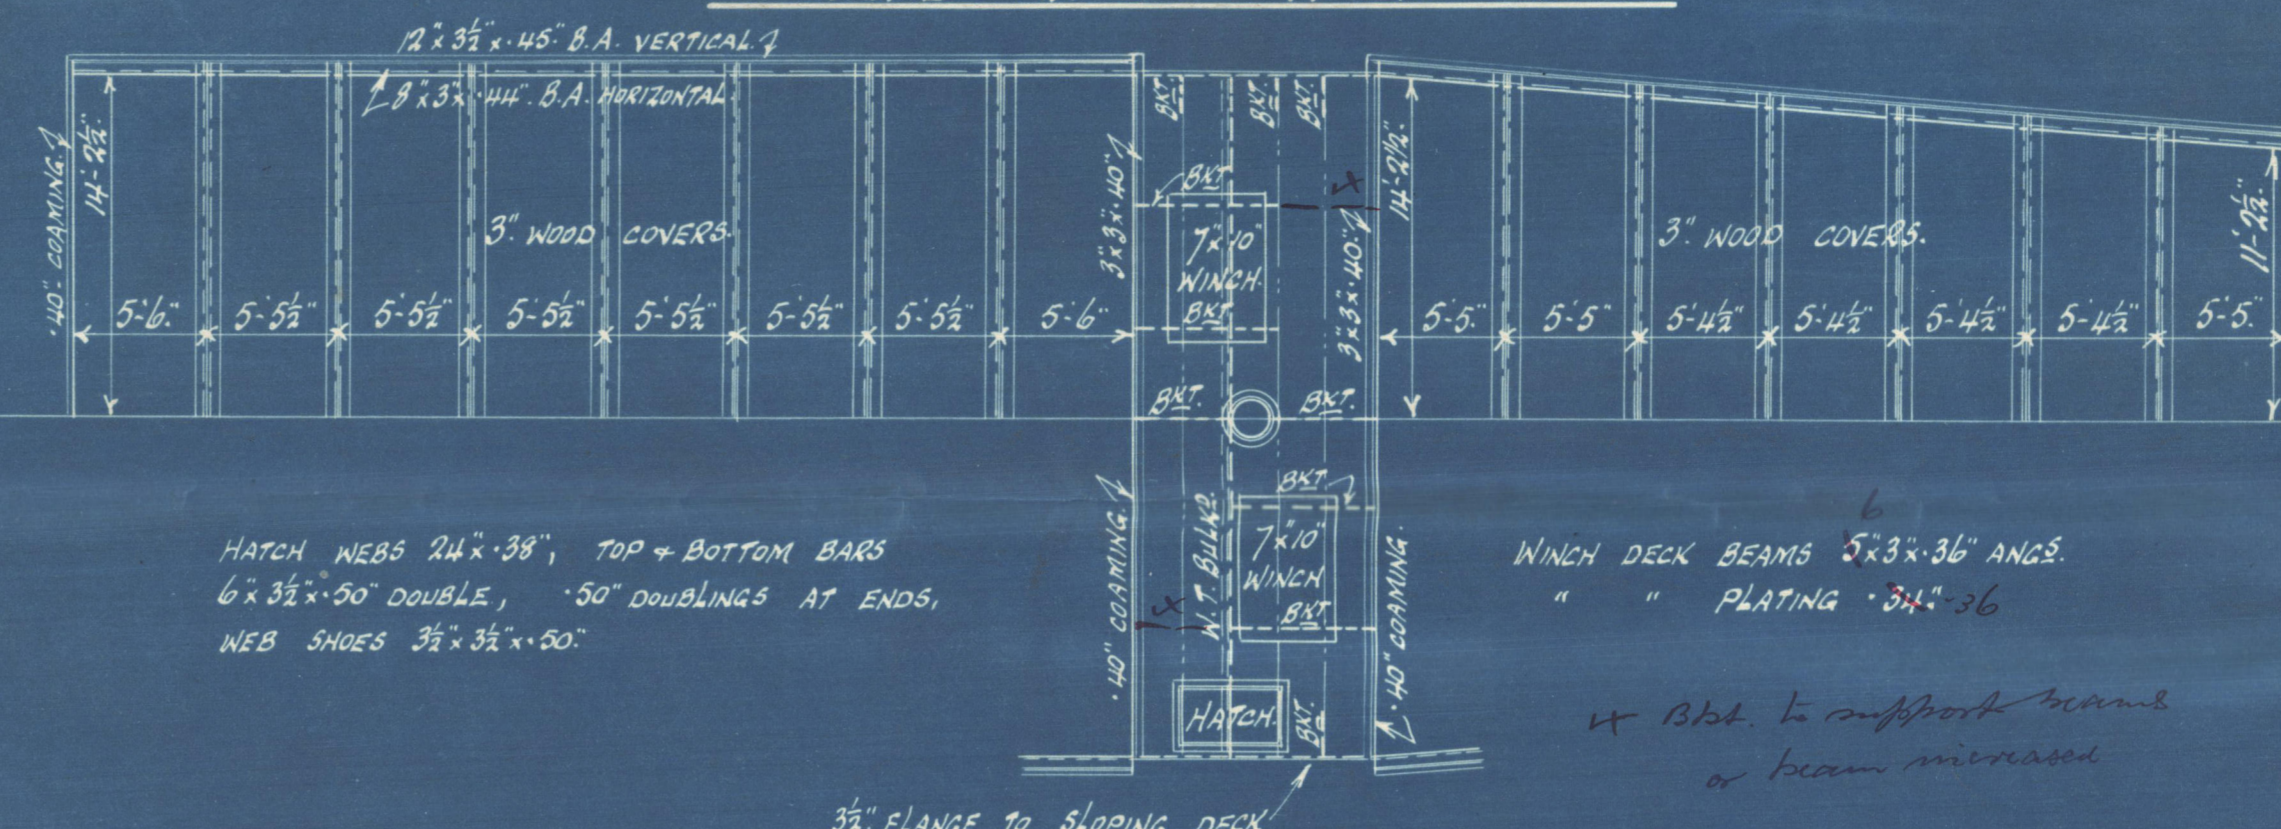 12" x 3½" x .45" B.A. VERTICAL.
8" x 3" x .44" B.A. HORIZONTAL.
.40" COAMING.
14'-2½".
3" WOOD COVERS.
5'-6".
5'-5½"
5'-5½"
5'-5½"
5'-5½"
5'-5½"
5'-5½"
5'-6"
BKT.
BKT.
BKT.
3" x 3" x .40"
BKT
7" x 10"
WINCH.
BKT
3" x 3" x .40".
x
14'-2½".
BKT.
BKT.
3" WOOD COVERS.
5'-5".
5'-5"
5'-4½"
5'-4½"
5'-4½"
5'-4½"
5'-5".
11'-2½".
HATCH WEBS 24" x .38", TOP & BOTTOM BARS
6" x 3½" x .50" DOUBLE, .50" DOUBLINGS AT ENDS,
WEB SHOES 3½" x 3½" x .50".
.40" COAMING.
x
W.T. BULKD.
BKT.
7" x 10"
WINCH
BKT
HATCH.
BKT.
.40" COAMING.
6
WINCH DECK BEAMS 5" x 3" x .36" ANGS.
" " PLATING .34" .36
x Bkt. to support beams
or beam increased
3½" FLANGE TO SLOPING DECK